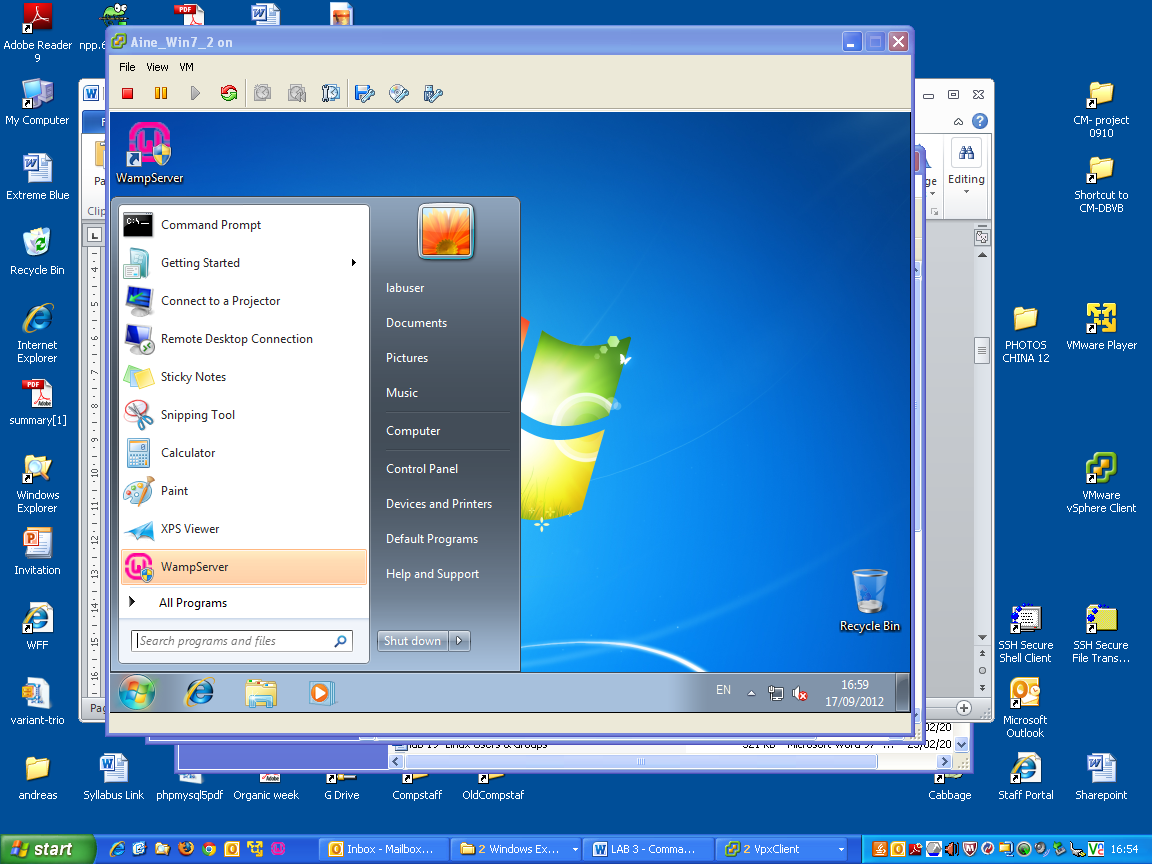 Adobe Reader
9
npp.6
My Computer
Extreme Blue
Recycle Bin
Internet
Explorer
summary[1]
Windows
Explorer
Invitation
WFF
variant-trio
andreas
Aine_Win7_2 on
File View VM
WampServer
Command Prompt
Getting Started
Connect to a Projector
Remote Desktop Connection
Sticky Notes
Snipping Tool
Calculator
Paint
XPS Viewer
WampServer
All Programs
Search programs and files
labuser
Documents
Pictures
Music
Computer
Control Panel
Devices and Printers
Default Programs
Help and Support
Shut down
Recycle Bin
EN
16:59
17/09/2012
Editing
CM- project
0910
Shortcut to
CM-DBVB
PHOTOS
CHINA 12
VMware Player
VMware
vSphere Client
SSH Secure
Shell Client
SSH Secure
File Trans...
Microsoft
Outlook
Syllabus Link
phpmysql5pdf
Organic week
G Drive
Compstaff
OldCompstaf
Cabbage
Staff Portal
Sharepoint
start
Inbox - Mailbox...
2 Windows Ex...
LAB 3 - Comma...
2 VpxClient
16:54